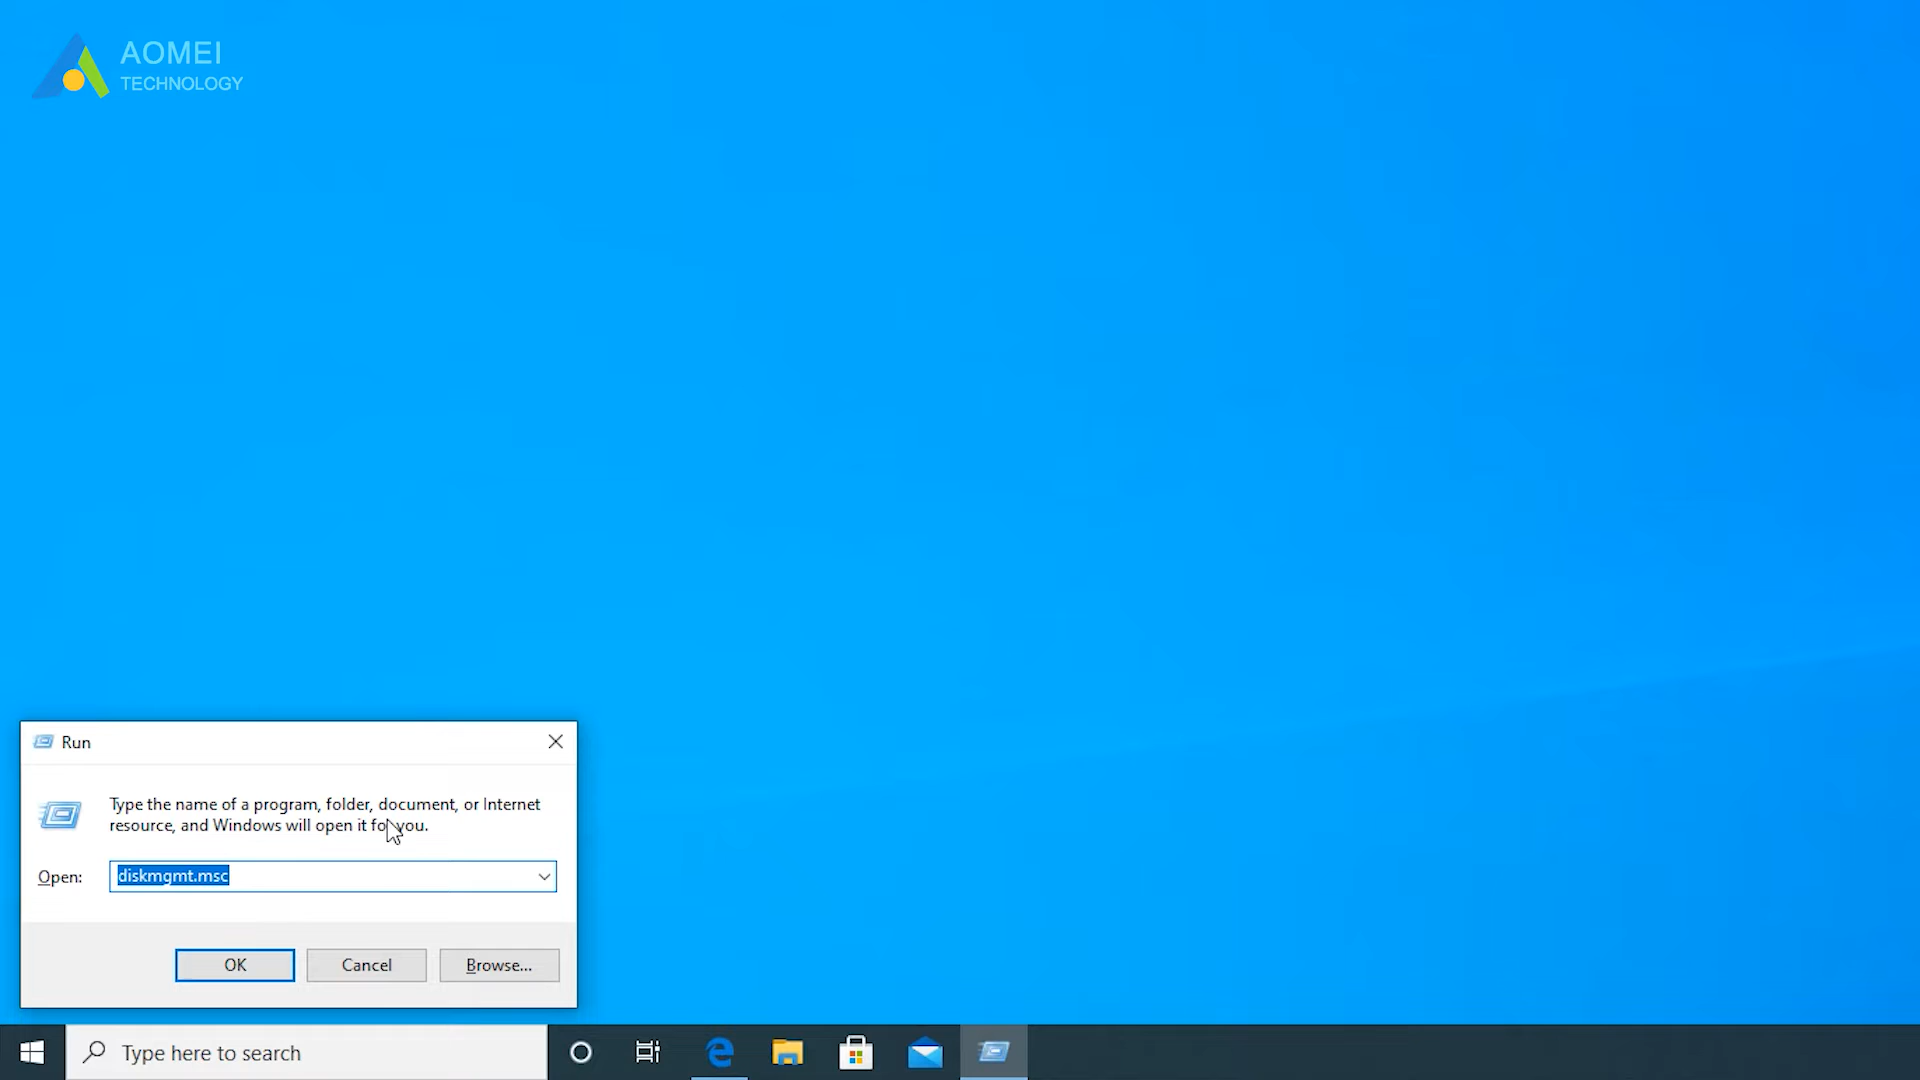 AOMEI
TECHNOLOGY
Run
Type the name of a program, folder, document, or Internet
resource, and Windows will open it for you.
Open: diskmgmt.msc
OK Cancel Browse...
Type here to search